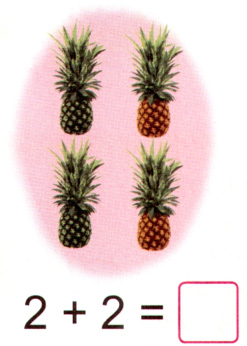 2 + 2 =